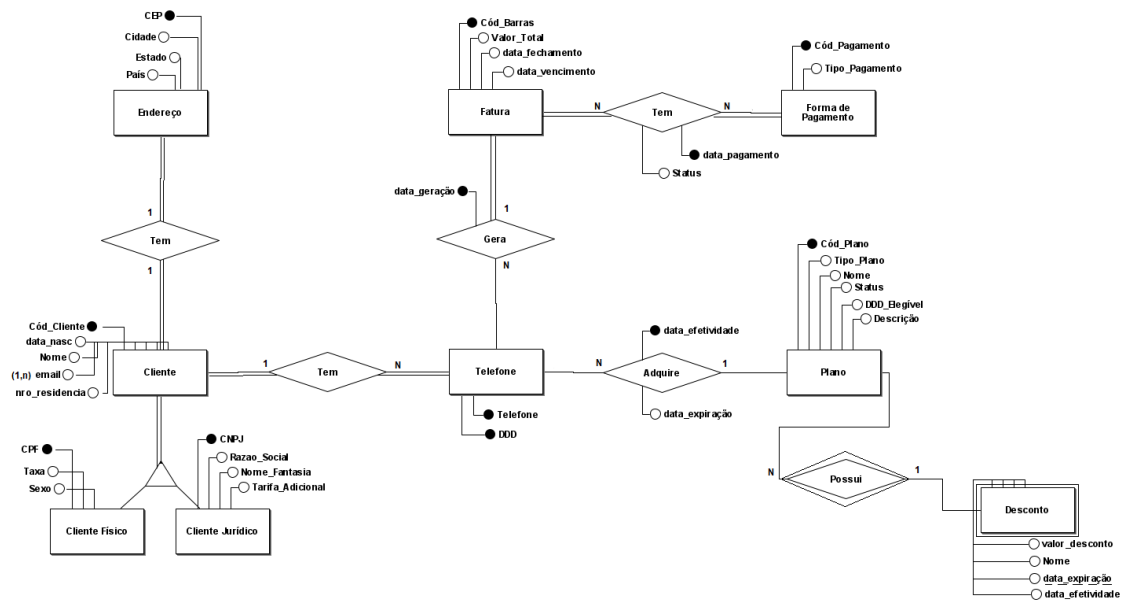 CEP
Cidade
Estado
País
Endereço
Cód_Barras
Valor_Total
data_fechamento
data_vencimento
Fatura
N
Tem
N
Cód_Pagamento
Tipo_Pagamento
Forma de
Pagamento
data_pagamento
Status
data_geração
1
Gera
N
1
Tem
1
Cód_Plano
Tipo_Plano
Nome
Status
DDD_Elegível
Descrição
Plano
Cód_Cliente
data_nasc
Nome
(1,n) email
nro_residencia
Cliente
1
Tem
N
Telefone
Telefone
DDD
data_efetividade
N
Adquire
1
data_expiração
CPF
Taxa
Sexo
Cliente Físico
CNPJ
Razao_Social
Nome_Fantasia
Tarifa_Adicional
Cliente Jurídico
N
Possui
1
Desconto
valor_desconto
Nome
data_expiração
data_efetividade